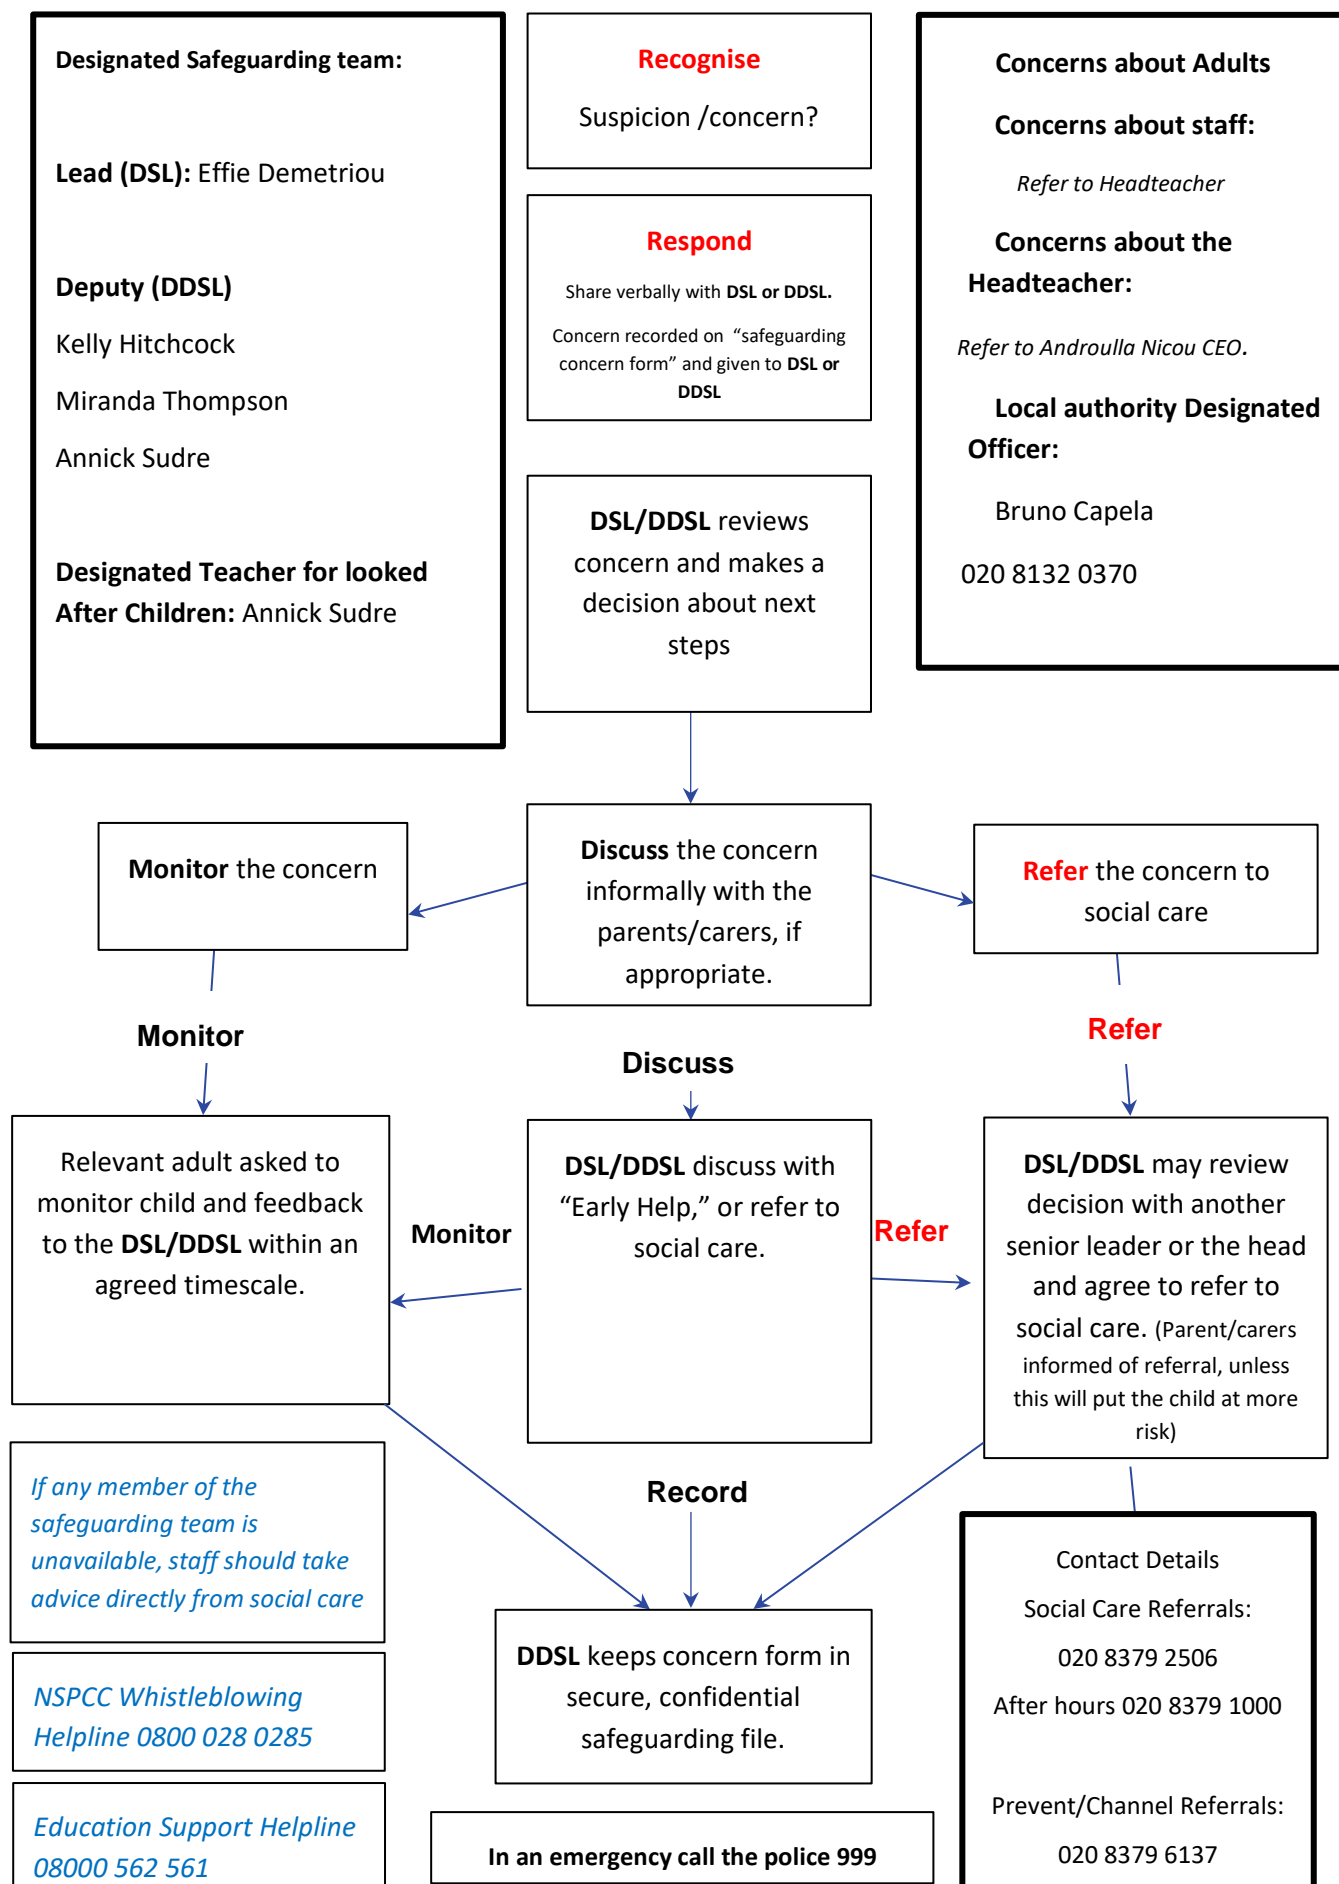 Designated Safeguarding team:
Lead (DSL): Effie Demetriou
Deputy (DDSL)
Kelly Hitchcock
Miranda Thompson
Annick Sudre
Designated Teacher for looked
After Children: Annick Sudre
Recognise
Suspicion /concern?
Respond
Share verbally with DSL or DDSL.
Concern recorded on "safeguarding
concern form" and given to DSL or
DDSL
DSL/DDSL reviews
concern and makes a
decision about next
steps
Concerns about Adults
Concerns about staff:
Refer to Headteacher
Concerns about the
Headteacher:
Refer to Androulla Nicou CEO.
Local authority Designated
Officer:
Bruno Capela
020 8132 0370
Monitor the concern
Discuss the concern
informally with the
parents/carers, if
appropriate.
Refer the concern to
social care
Monitor
Discuss
Refer
Relevant adult asked to
monitor child and feedback
to the DSL/DDSL within an
agreed timescale.
Monitor
DSL/DDSL discuss with
“Early Help,” or refer to
social care.
Refer
DSL/DDSL may review
decision with another
senior leader or the head
and agree to refer to
social care. (Parent/carers
informed of referral, unless
this will put the child at more
risk)
If any member of the
safeguarding team is
unavailable, staff should take
advice directly from social care
NSPCC Whistleblowing
Helpline 0800 028 0285
Education Support Helpline
08000 562 561
Record
DDSL keeps concern form in
secure, confidential
safeguarding file.
In an emergency call the police 999
Contact Details
Social Care Referrals:
020 8379 2506
After hours 020 8379 1000
Prevent/Channel Referrals:
020 8379 6137